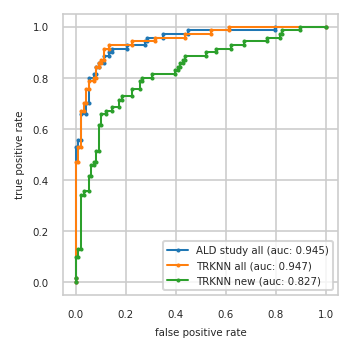 1.0
0.8
0.6
0.4
0.2
0.0
true positive rate
ALD study all (auc: 0.945)
TRKNN all (auc: 0.947)
TRKNN new (auc: 0.827)
0.0 0.2 0.4 0.6 0.8 1.0
false positive rate